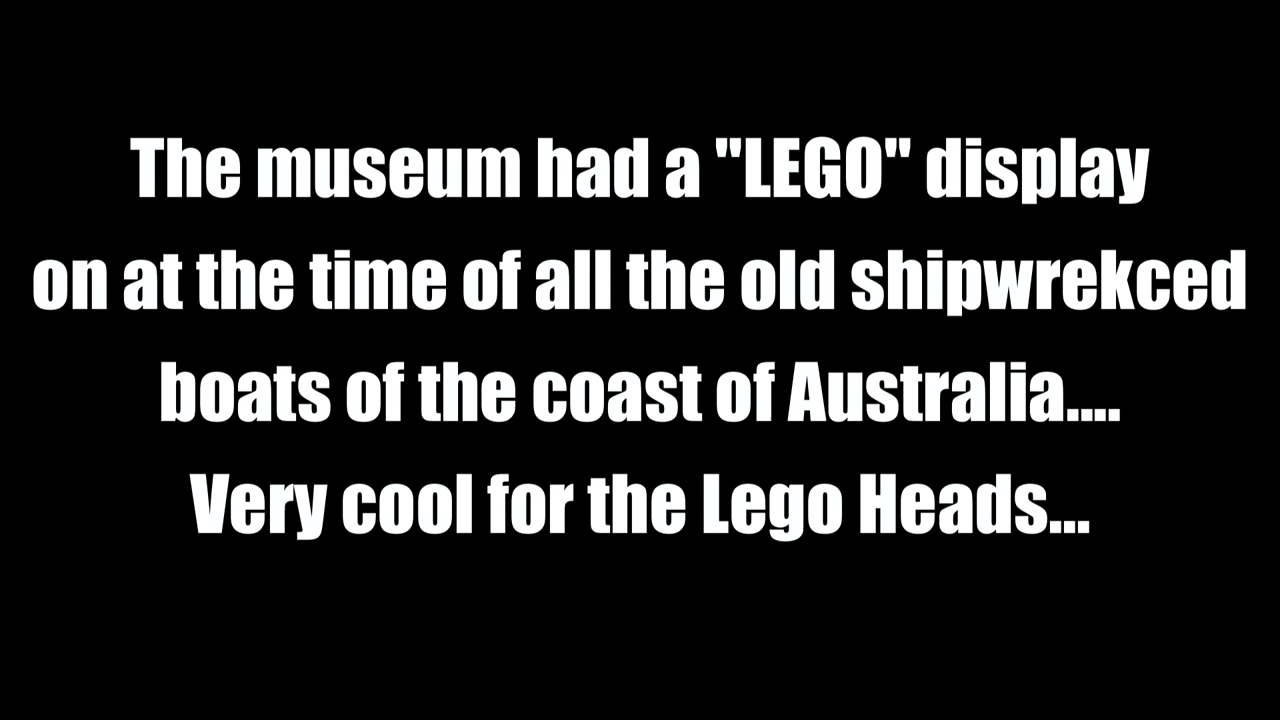 The museum had a "LEGO" display
on at the time of all the old shipwrekced
boats of the coast of Australia....
Very cool for the Lego Heads...